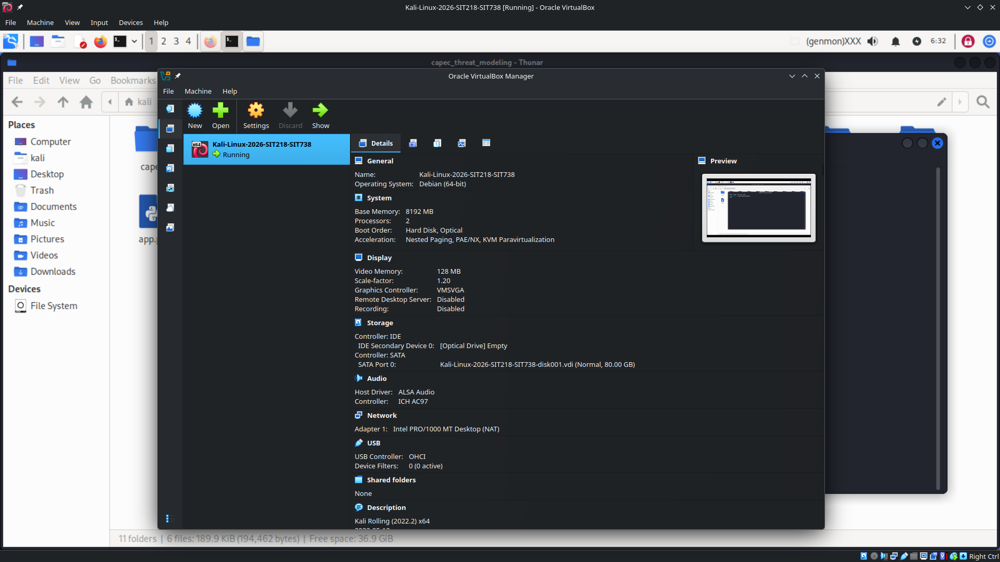 Kali-Linux-2026-SIT218-SIT738 [Running] - Oracle VirtualBox
File Machine View Input Devices Help
1 2 3 4 (genmon)XXX 6:32
capec_threat_modeling - Thunar
File Edit View Go Bookmarks
kali
Places
Computer
kali
Desktop
Trash
Documents
Music
Pictures
Videos
Downloads
Devices
File System
cape
app.
11 folders | 6 files: 189.9 KiB (194,462 bytes) | Free space: 36.9 GiB
Oracle VirtualBox Manager
File Machine Help
New Open Settings Discard Show
x64
Kali-Linux-2026-SIT218-SIT738
Running
Details
General
Name: Kali-Linux-2026-SIT218-SIT738
Operating System: Debian (64-bit)
Preview
System
Base Memory: 8192 MB
Processors: 2
Boot Order: Hard Disk, Optical
Acceleration: Nested Paging, PAE/NX, KVM Paravirtualization
Display
Video Memory: 128 MB
Scale-factor: 1.20
Graphics Controller: VMSVGA
Remote Desktop Server: Disabled
Recording: Disabled
Storage
Controller: IDE
IDE Secondary Device 0: [Optical Drive] Empty
Controller: SATA
SATA Port 0: Kali-Linux-2026-SIT218-SIT738-disk001.vdi (Normal, 80.00 GB)
Audio
Host Driver: ALSA Audio
Controller: ICH AC97
Network
Adapter 1: Intel PRO/1000 MT Desktop (NAT)
USB
USB Controller: OHCI
Device Filters: 0 (0 active)
Shared folders
None
Description
Kali Rolling (2022.2) x64
Right Ctrl